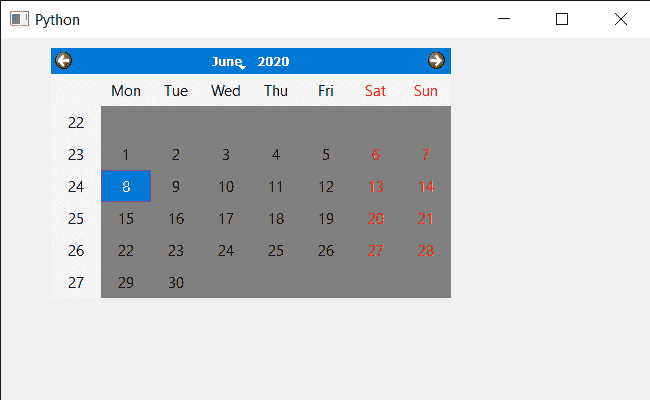 Python
June 2020
Mon Tue Wed Thu Fri Sat Sun
22
23 1 2 3 4 5 6 7
24 8 9 10 11 12 13 14
25 15 16 17 18 19 20 21
26 22 23 24 25 26 27 28
27 29 30